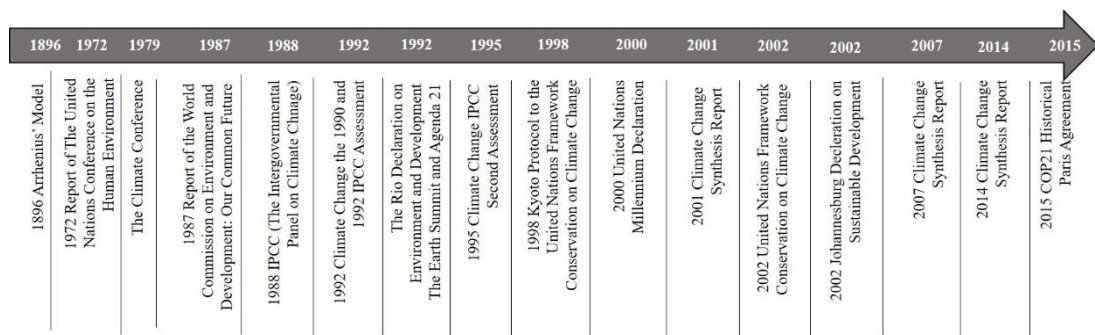 1896 1972 1979 1987 1988 1992 1992 1995 1998 2000 2001 2002 2002 2007 2014 2015
1896 Arrhenius' Model
1972 Report of The United
Nations Conference on the
Human Environment
The Climate Conference
1987 Report of the World
Commission on Environment and
Development: Our Common Future
1988 IPCC (The Intergovernmental
Panel on Climate Change)
1992 Climate Change the 1990 and
1992 IPCC Assessment
The Rio Declaration on
Environment and Development
The Earth Summit and Agenda 21
1995 Climate Change IPCC
Second Assessment
1998 Kyoto Protocol to the
United Nations Framework
Conservation on Climate Change
2000 United Nations
Millennium Declaration
2001 Climate Change
Synthesis Report
2002 United Nations Framework
Conservation on Climate Change
2002 Johannesburg Declaration on
Sustainable Development
2007 Climate Change
Synthesis Report
2014 Climate Change
Synthesis Report
2015 COP21 Historical
Paris Agreement